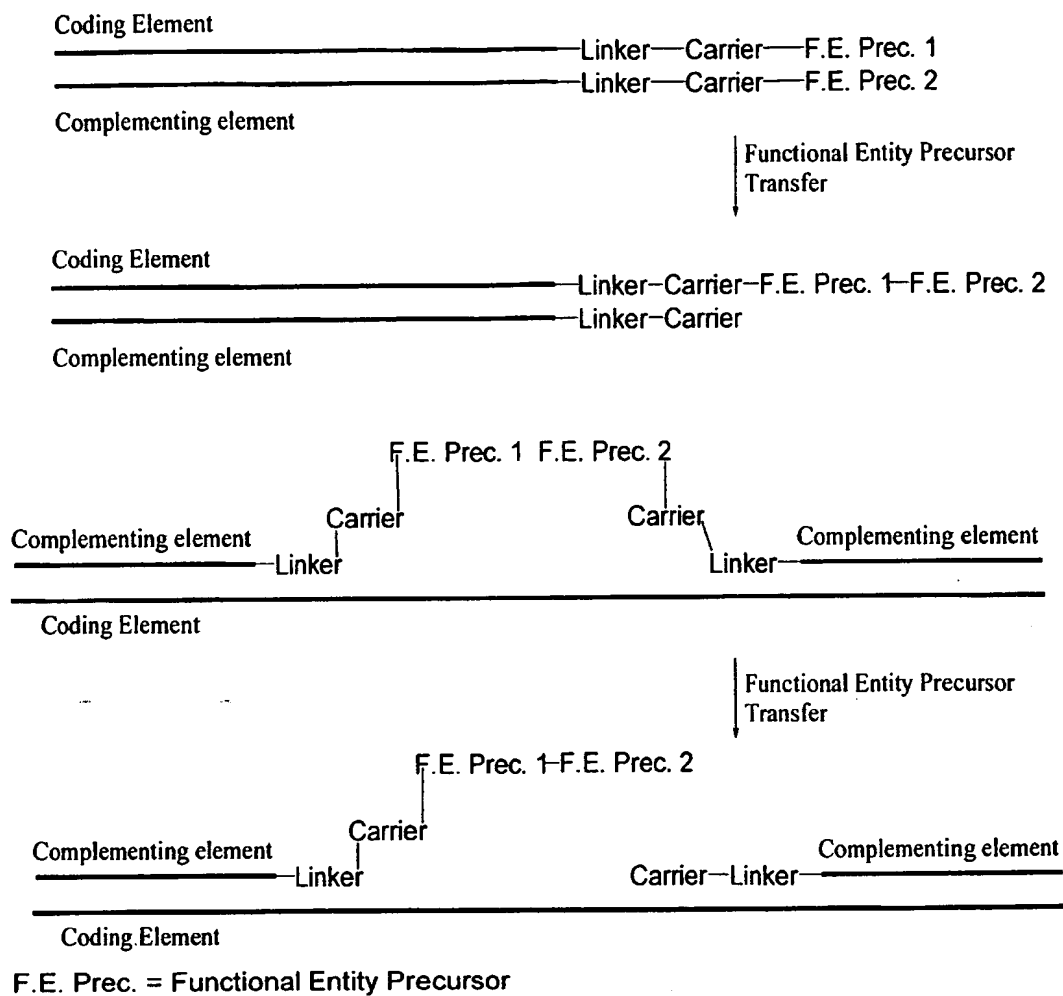 Coding Element
Linker—Carrier—F.E. Prec. 1
Linker—Carrier—F.E. Prec. 2
Complementing element
Functional Entity Precursor
Transfer
Coding Element
Linker–Carrier–F.E. Prec. 1–F.E. Prec. 2
Linker–Carrier
Complementing element
F.E. Prec. 1 F.E. Prec. 2
Carrier Carrier
Complementing element Complementing element
Linker Linker
Coding Element
Functional Entity Precursor
Transfer
F.E. Prec. 1–F.E. Prec. 2
Carrier
Complementing element Complementing element
Linker Carrier–Linker
Coding.Element
F.E. Prec. = Functional Entity Precursor